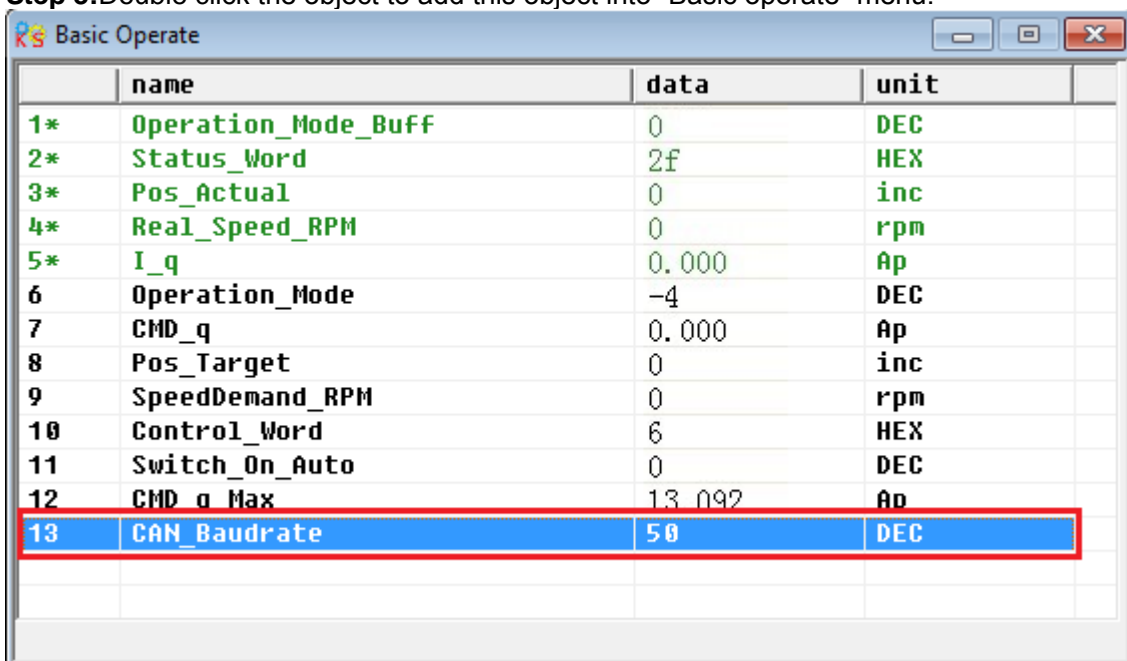 Step 3:Double click the object to add this object into "Basic operate" menu.
Basic Operate
name data unit
1* Operation_Mode_Buff 0 DEC
2* Status_Word 2f HEX
3* Pos_Actual 0 inc
4* Real_Speed_RPM 0 rpm
5* I_q 0.000 Ap
6 Operation_Mode -4 DEC
7 CMD_q 0.000 Ap
8 Pos_Target 0 inc
9 SpeedDemand_RPM 0 rpm
10 Control_Word 6 HEX
11 Switch_On_Auto 0 DEC
12 CMD_q_Max 13.092 Ap
13 CAN_Baudrate 50 DEC